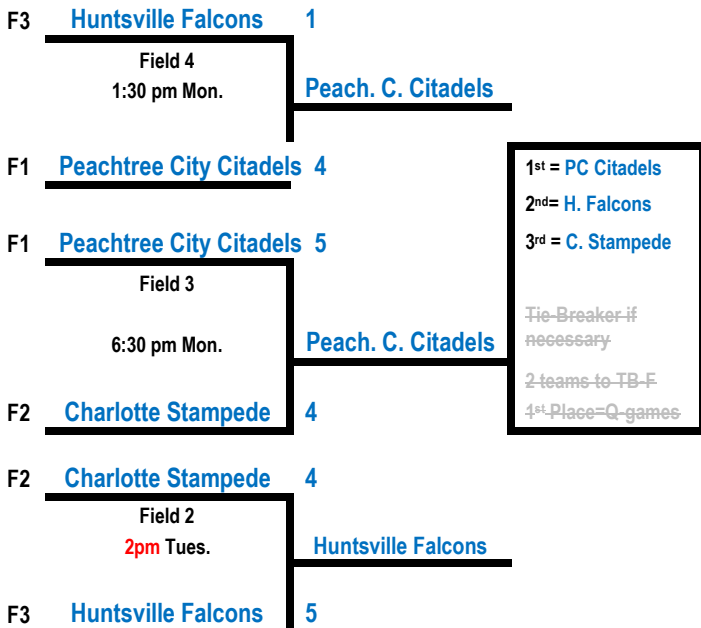 F3 Huntsville Falcons 1
Field 4
1:30 pm Mon.
Peach. C. Citadels
F1 Peachtree City Citadels 4
1st = PC Citadels
2nd= H. Falcons
F1 Peachtree City Citadels 5
3rd = C. Stampede
Field 3
Tie-Breaker if
necessary
6:30 pm Mon.
Peach. C. Citadels
2 teams to TB-F
1st Place=Q-games
F2 Charlotte Stampede 4
F2 Charlotte Stampede 4
Field 2
2pm Tues.
Huntsville Falcons
F3 Huntsville Falcons 5